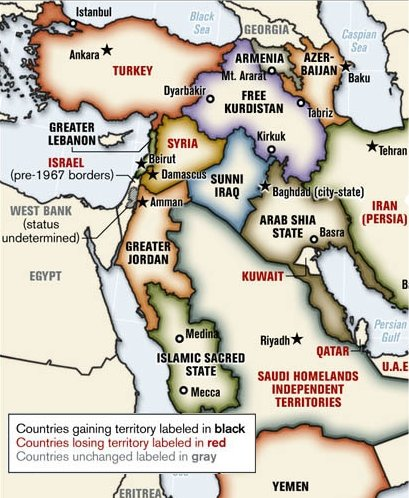 Istanbul
Black
Sea
GEORGIA
Caspian
Sea
Ankara
TURKEY
ARMENIA
Mt. Ararat
AZER-
BAIJAN
Baku
Dyarbakir
FREE
KURDISTAN
Tabriz
GREATER
LEBANON
SYRIA
Kirkuk
Tehran
ISRAEL
(pre-1967 borders)
Beirut
Damascus
SUNNI
IRAQ
Baghdad (city-state)
IRAN
(PERSIA)
WEST BANK
(status
undetermined)
Amman
ARAB SHIA
STATE
Basra
GREATER
JORDAN
EGYPT
KUWAIT
B
Persian
Gulf
Medina
Riyadh
QATAR
U.A.E
ISLAMIC SACRED
STATE
Mecca
SAUDI HOMELANDS
INDEPENDENT
TERRITORIES
Countries gaining territory labeled in black
Countries losing territory labeled in red
Countries unchanged labeled in gray
ERITREA
YEMEN